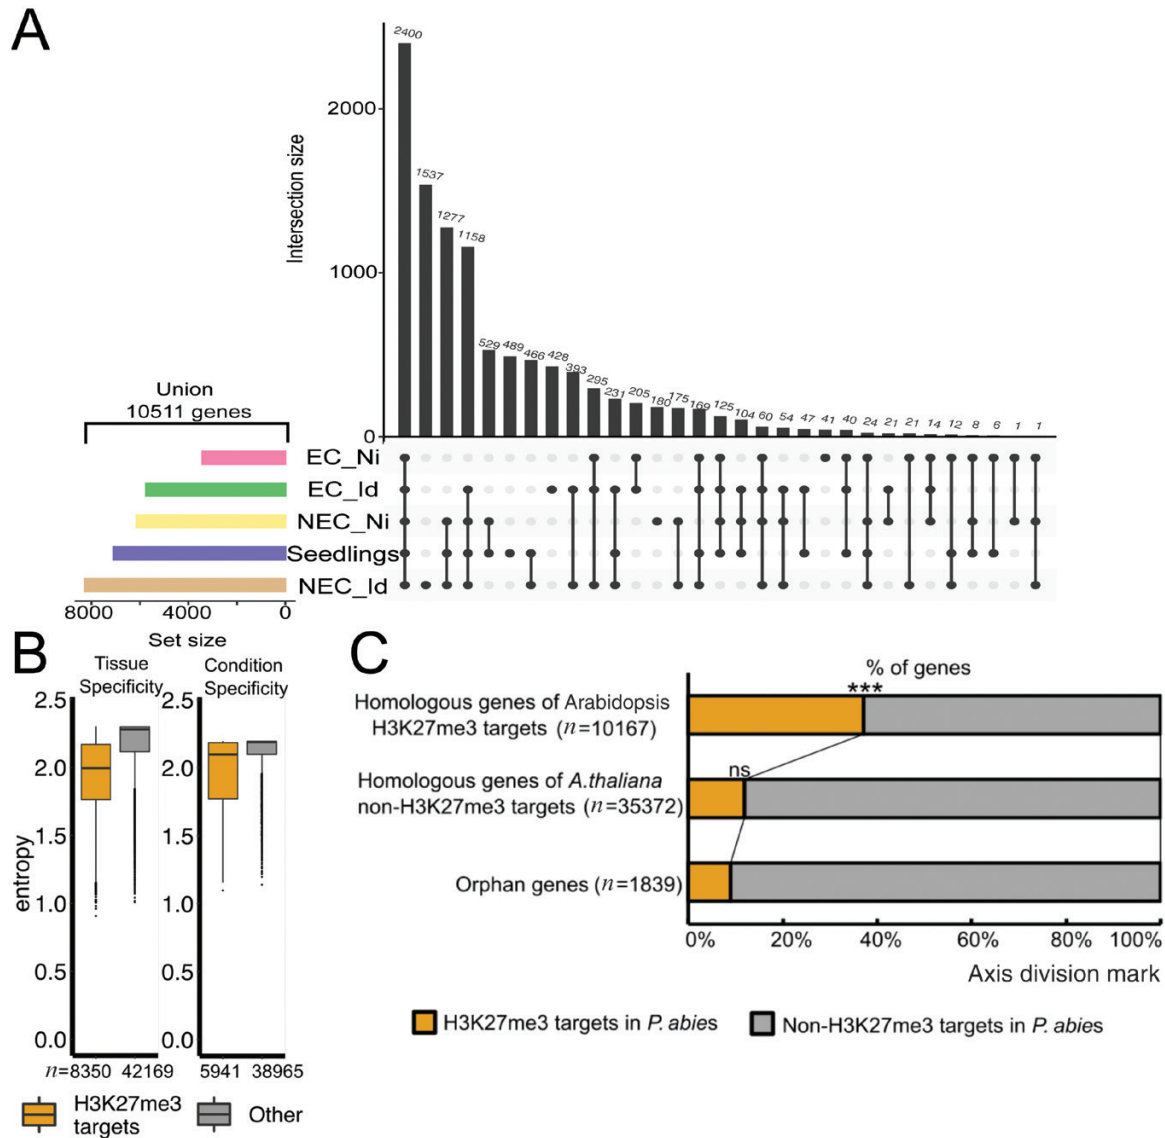 A
Intersection size
2000
1000
0
2400
1537
1277
1158
529
489
466
428
393
295
231
205
180
175
169
125
104
60
54
47
41
40
24
21
21
14
12
8
6
1
1
Union
10511 genes
EC_Ni
EC_Id
NEC_Ni
Seedlings
NEC_Id
8000 4000 0
Set size
B
Tissue
Specificity
Condition
Specificity
entropy
2.5
2.0
1.5
1.0
0.5
0.0
2.5
2.0
1.5
1.0
0.5
0.0
n=8350 42169
5941 38965
H3K27me3
targets
Other
C
% of genes
***
Homologous genes of Arabidopsis
H3K27me3 targets (n=10167)
ns
Homologous genes of A.thaliana
non-H3K27me3 targets (n=35372)
Orphan genes (n=1839)
0% 20% 40% 60% 80% 100%
Axis division mark
H3K27me3 targets in P.abies
Non-H3K27me3 targets in P.abies